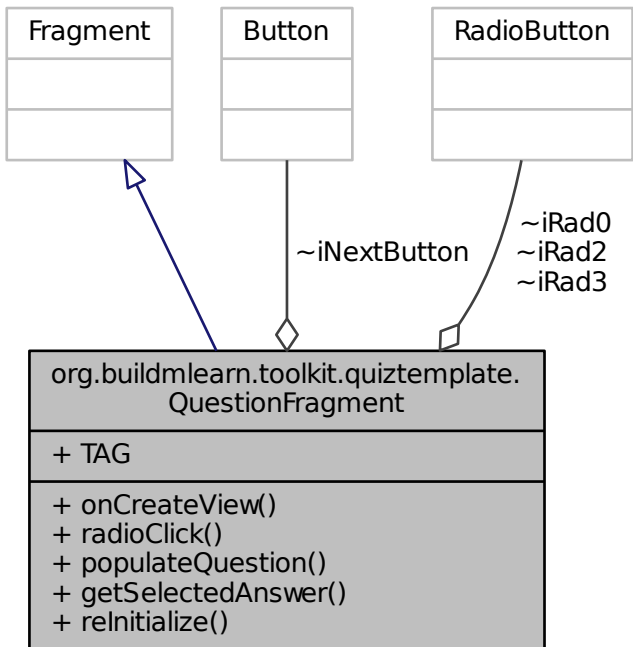 Fragment
Button
RadioButton
~iNextButton
~iRad0
~iRad2
~iRad3
org.buildmlearn.toolkit.quiztemplate.
QuestionFragment
+ TAG
+ onCreateView()
+ radioClick()
+ populateQuestion()
+ getSelectedAnswer()
+ reInitialize()